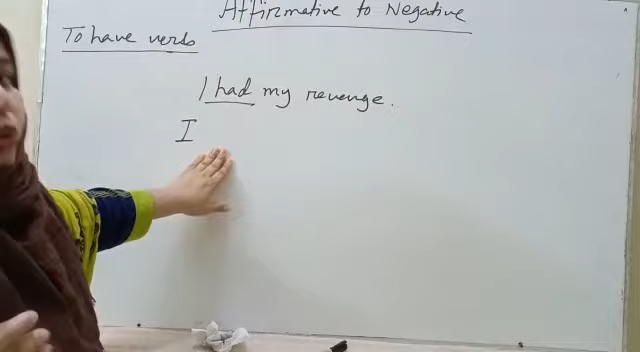 Affirmative to Negative
To have verbs
I had my revenge.
I